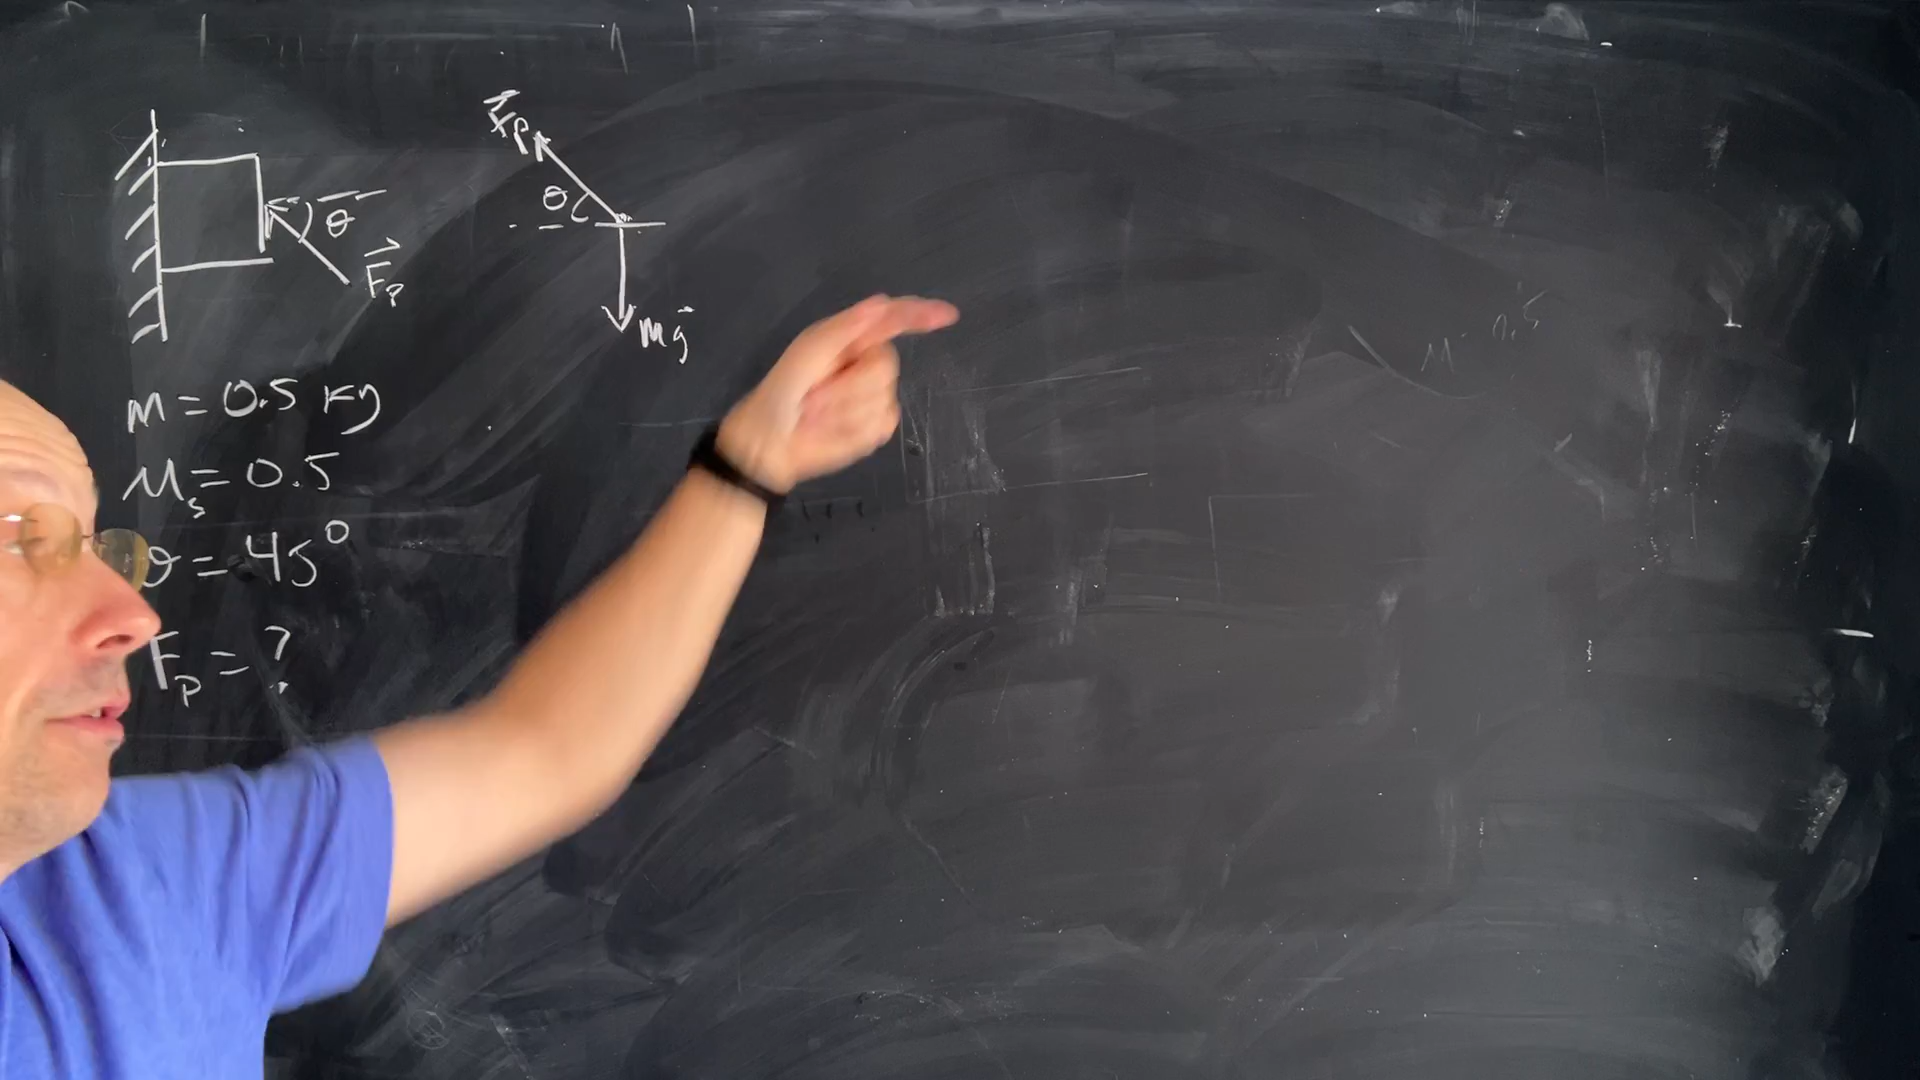 F⃗p
θ
θ
F⃗p
mg⃗
m = 0.5 kg
μs = 0.5
θ = 45°
Fp = ?